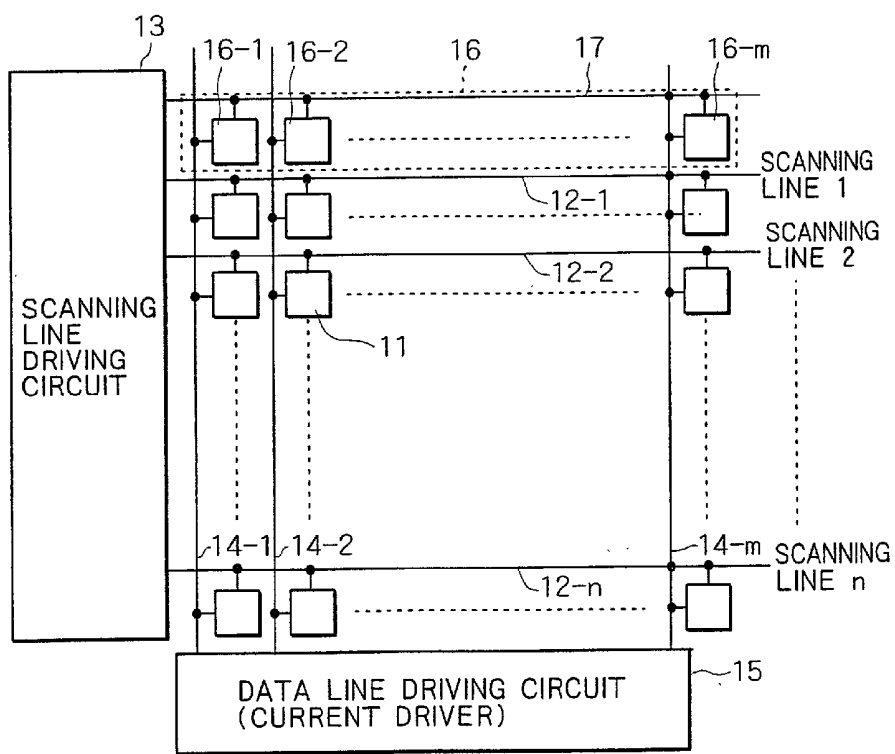 13
16-1
16-2
16
17
16-m
SCANNING
LINE 1
12-1
SCANNING
LINE 2
12-2
SCANNING
LINE
DRIVING
CIRCUIT
11
14-1
14-2
14-m
SCANNING
LINE n
12-n
15
DATA LINE DRIVING CIRCUIT
(CURRENT DRIVER)